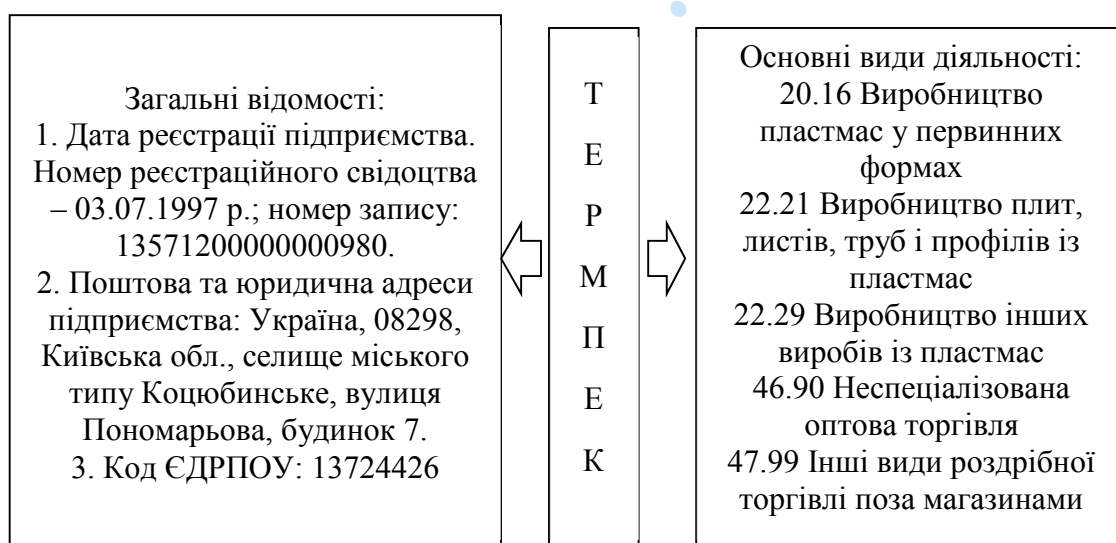 Загальні відомості:
1. Дата реєстрації підприємства.
Номер реєстраційного свідоцтва
– 03.07.1997 р.; номер запису:
13571200000000980.
2. Поштова та юридична адреси
підприємства: Україна, 08298,
Київська обл., селище міського
типу Коцюбинське, вулиця
Пономарьова, будинок 7.
3. Код ЄДРПОУ: 13724426
Т
Е
Р
М
П
Е
К
Основні види діяльності:
20.16 Виробництво
пластмас у первинних
формах
22.21 Виробництво плит,
листів, труб і профілів із
пластмас
22.29 Виробництво інших
виробів із пластмас
46.90 Неспеціалізована
оптова торгівля
47.99 Інші види роздрібної
торгівлі поза магазинами